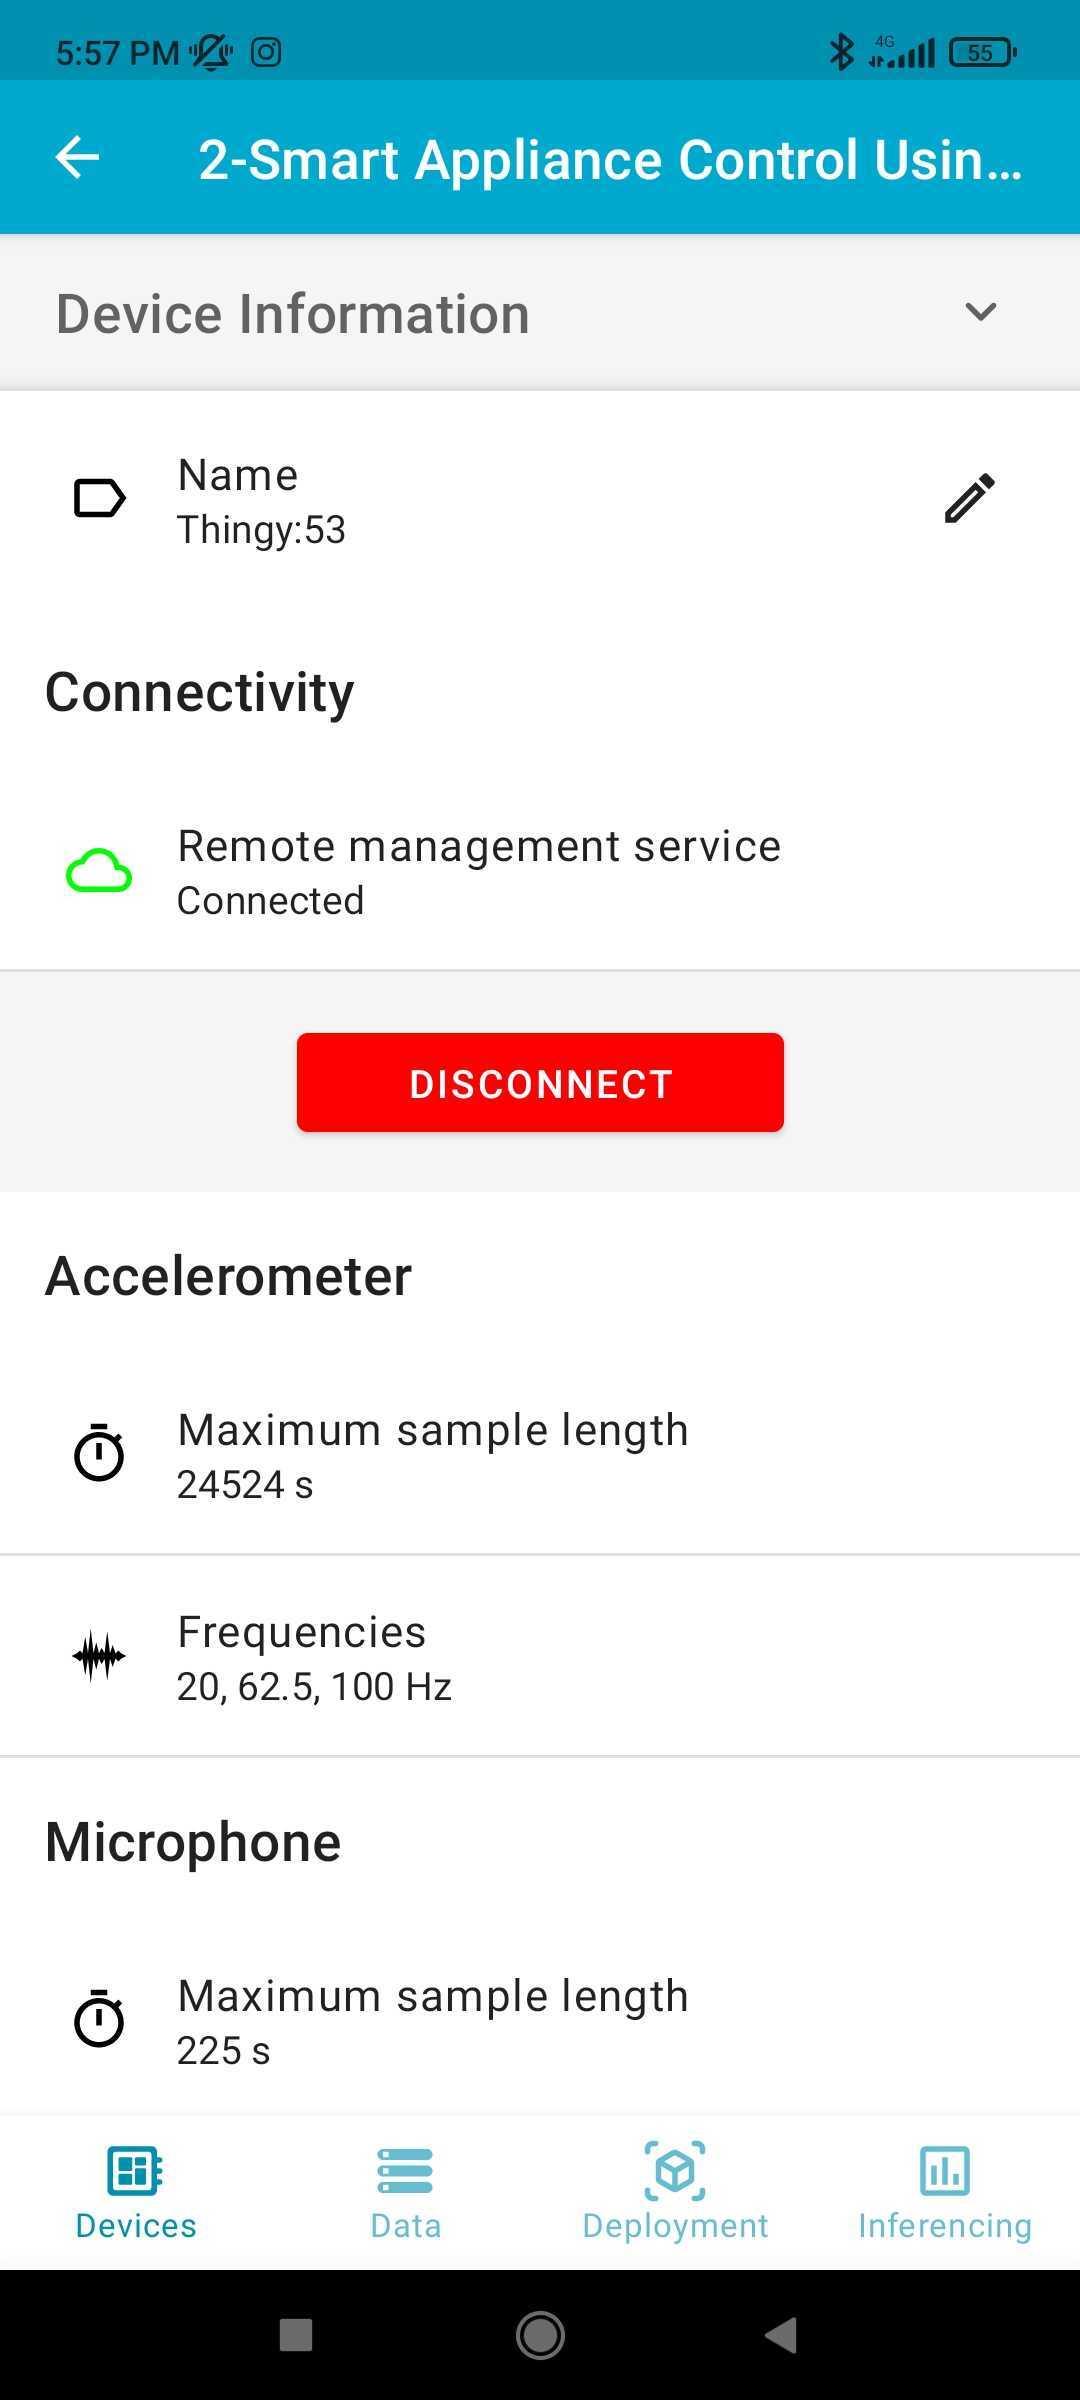 5:57 PM
4G
55
2-Smart Appliance Control Usin...
Device Information
Name
Thingy:53
Connectivity
Remote management service
Connected
DISCONNECT
Accelerometer
Maximum sample length
24524 s
Frequencies
20, 62.5, 100 Hz
Microphone
Maximum sample length
225 s
Devices
Data
Deployment
Inferencing